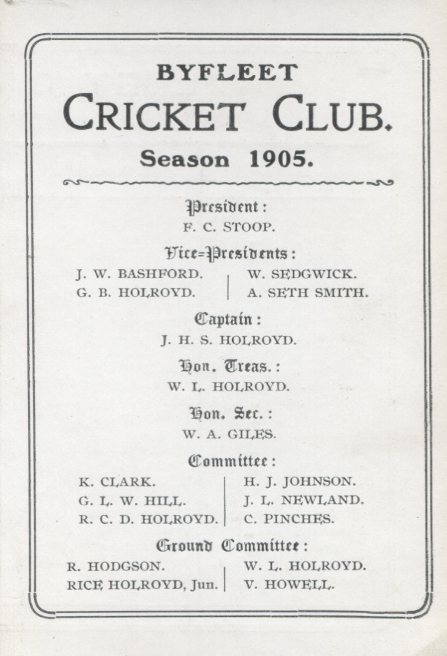 BYFLEET
CRICKET CLUB.
Season 1905.
President:
F. C. STOOP.
Vice=Presidents:
J. W. BASHFORD. W. SEDGWICK.
G. B. HOLROYD. A. SETH SMITH.
Captain:
J. H. S. HOLROYD.
Hon. Treas.:
W. L. HOLROYD.
Hon. Sec.:
W. A. GILES.
Committee:
K. CLARK. H. J. JOHNSON.
G. L. W. HILL. J. L. NEWLAND.
R. C. D. HOLROYD. C. PINCHES.
Ground Committee:
R. HODGSON. W. L. HOLROYD.
RICE HOLROYD, Jun. V. HOWELL.